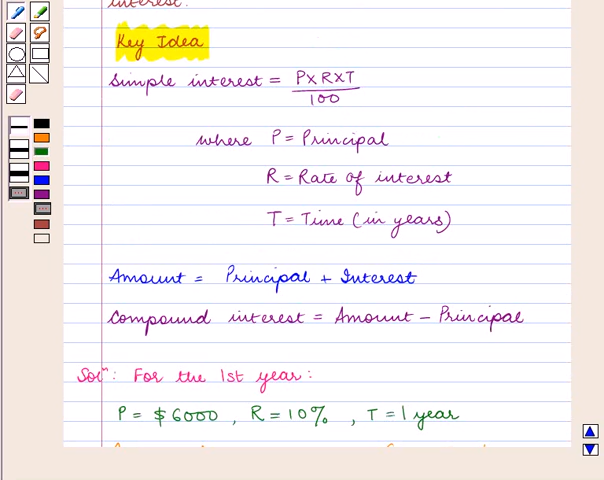 interest.
Key Idea
Simple interest = P×R×T / 100
where P = Principal
R = Rate of interest
T = Time (in years)
Amount = Principal + Interest
Compound interest = Amount − Principal
Solⁿ: For the 1st year:
P = $6000, R = 10%, T = 1 year